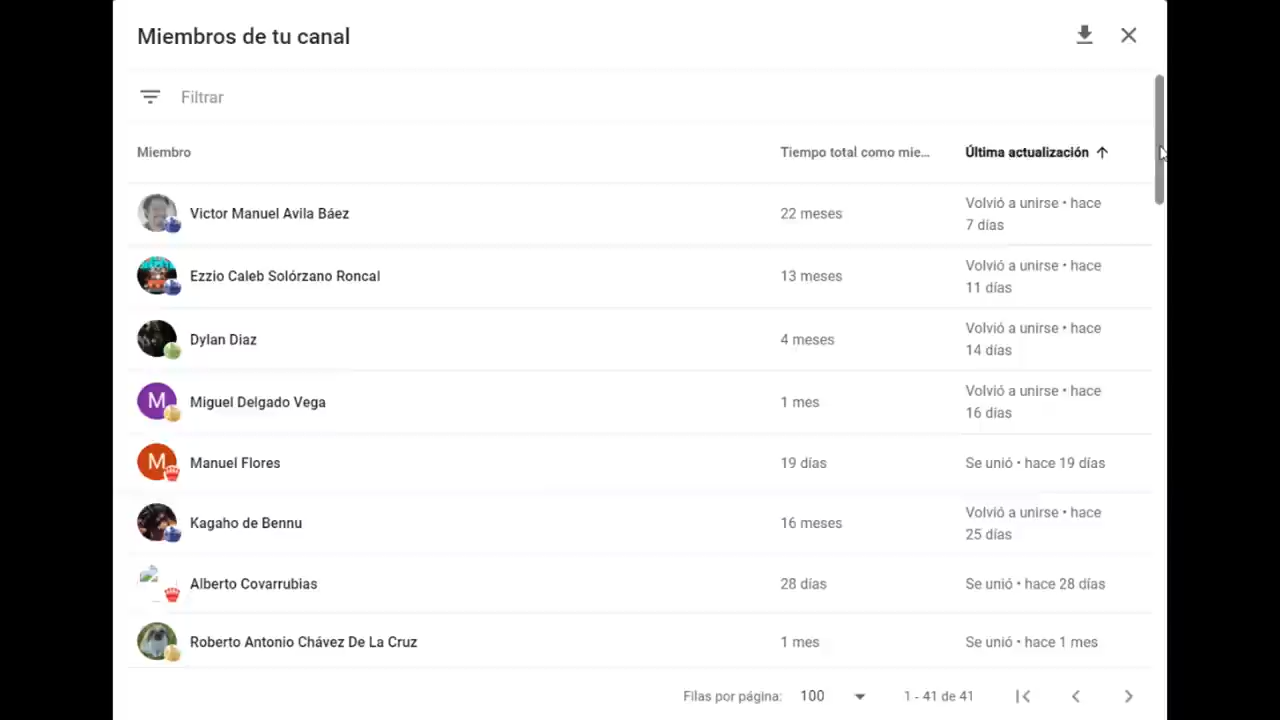 Miembros de tu canal
Filtrar
Miembro Tiempo total como mie... Última actualización
Victor Manuel Avila Báez 22 meses Volvió a unirse • hace
7 días
Ezzio Caleb Solórzano Roncal 13 meses Volvió a unirse • hace
11 días
Dylan Diaz 4 meses Volvió a unirse • hace
14 días
M Miguel Delgado Vega 1 mes Volvió a unirse • hace
16 días
M Manuel Flores 19 días Se unió • hace 19 días
Kagaho de Bennu 16 meses Volvió a unirse • hace
25 días
Alberto Covarrubias 28 días Se unió • hace 28 días
Roberto Antonio Chávez De La Cruz 1 mes Se unió • hace 1 mes
Filas por página: 100 1 - 41 de 41